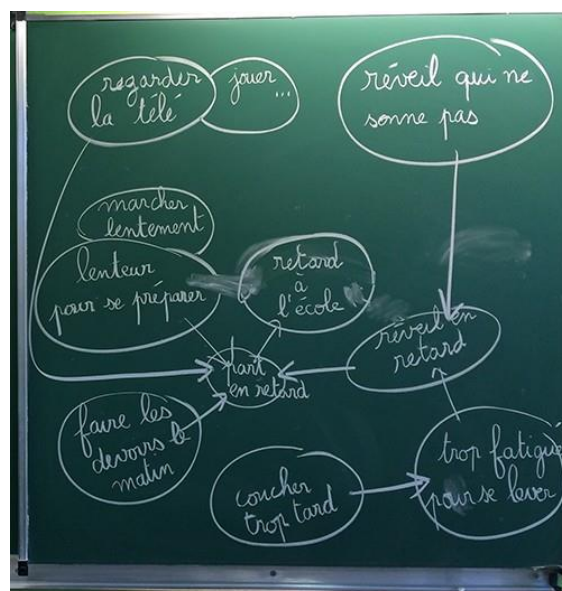 regarder
la télé
jouer
...
réveil qui ne
sonne pas
marcher
lentement
lenteur
pour se préparer
retard
à
l'école
réveil en
retard
part
en retard
faire les
devoirs le
matin
coucher
trop tard
trop fatigué
pour se lever